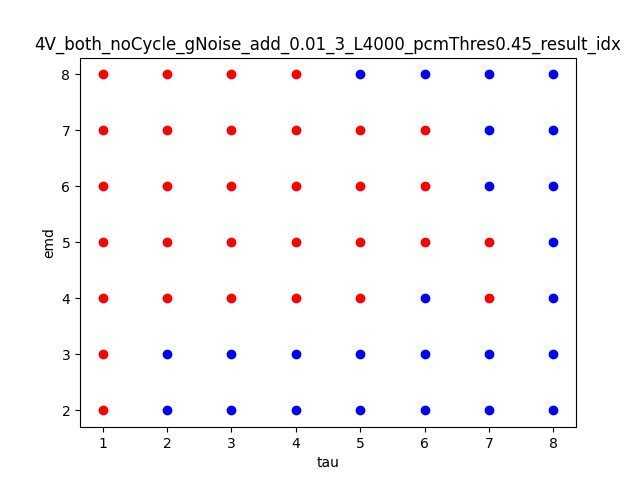 4V_both_noCycle_gNoise_add_0.01_3_L4000_pcmThres0.45_result_idx
8
7
6
5
4
3
2
emd
1 2 3 4 5 6 7 8
tau